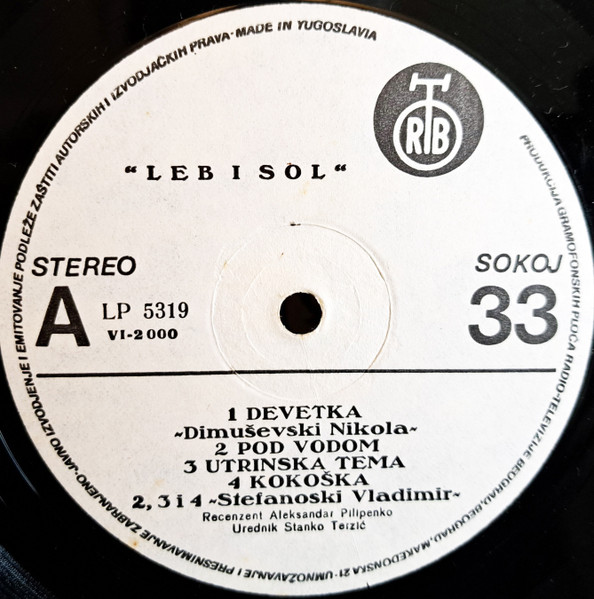 PRODUKCIJA GRAMOFONSKIH PLOČA RADIO-TELEVIZIJE BEOGRAD, BEOGRAD, MAKEDONSKA 21 · UMNOŽAVANJE I PRESNIMAVANJE ZABRANJENO · JAVNO IZVODJENJE I EMITOVANJE PODLEŽE ZAŠTITI AUTORSKIH I IZVODJAČKIH PRAVA · MADE IN YUGOSLAVIA
RTB
"LEB I SOL"
STEREO
SOKOJ
A LP 5319
33
VI-2000
1 DEVETKA
~Dimuševski Nikola~
2 POD VODOM
3 UTRINSKA TEMA
4 KOKOŠKA
2, 3 i 4 ~Stefanoski Vladimir~
Recenzent Aleksandar Pilipenko
Urednik Stanko Terzić